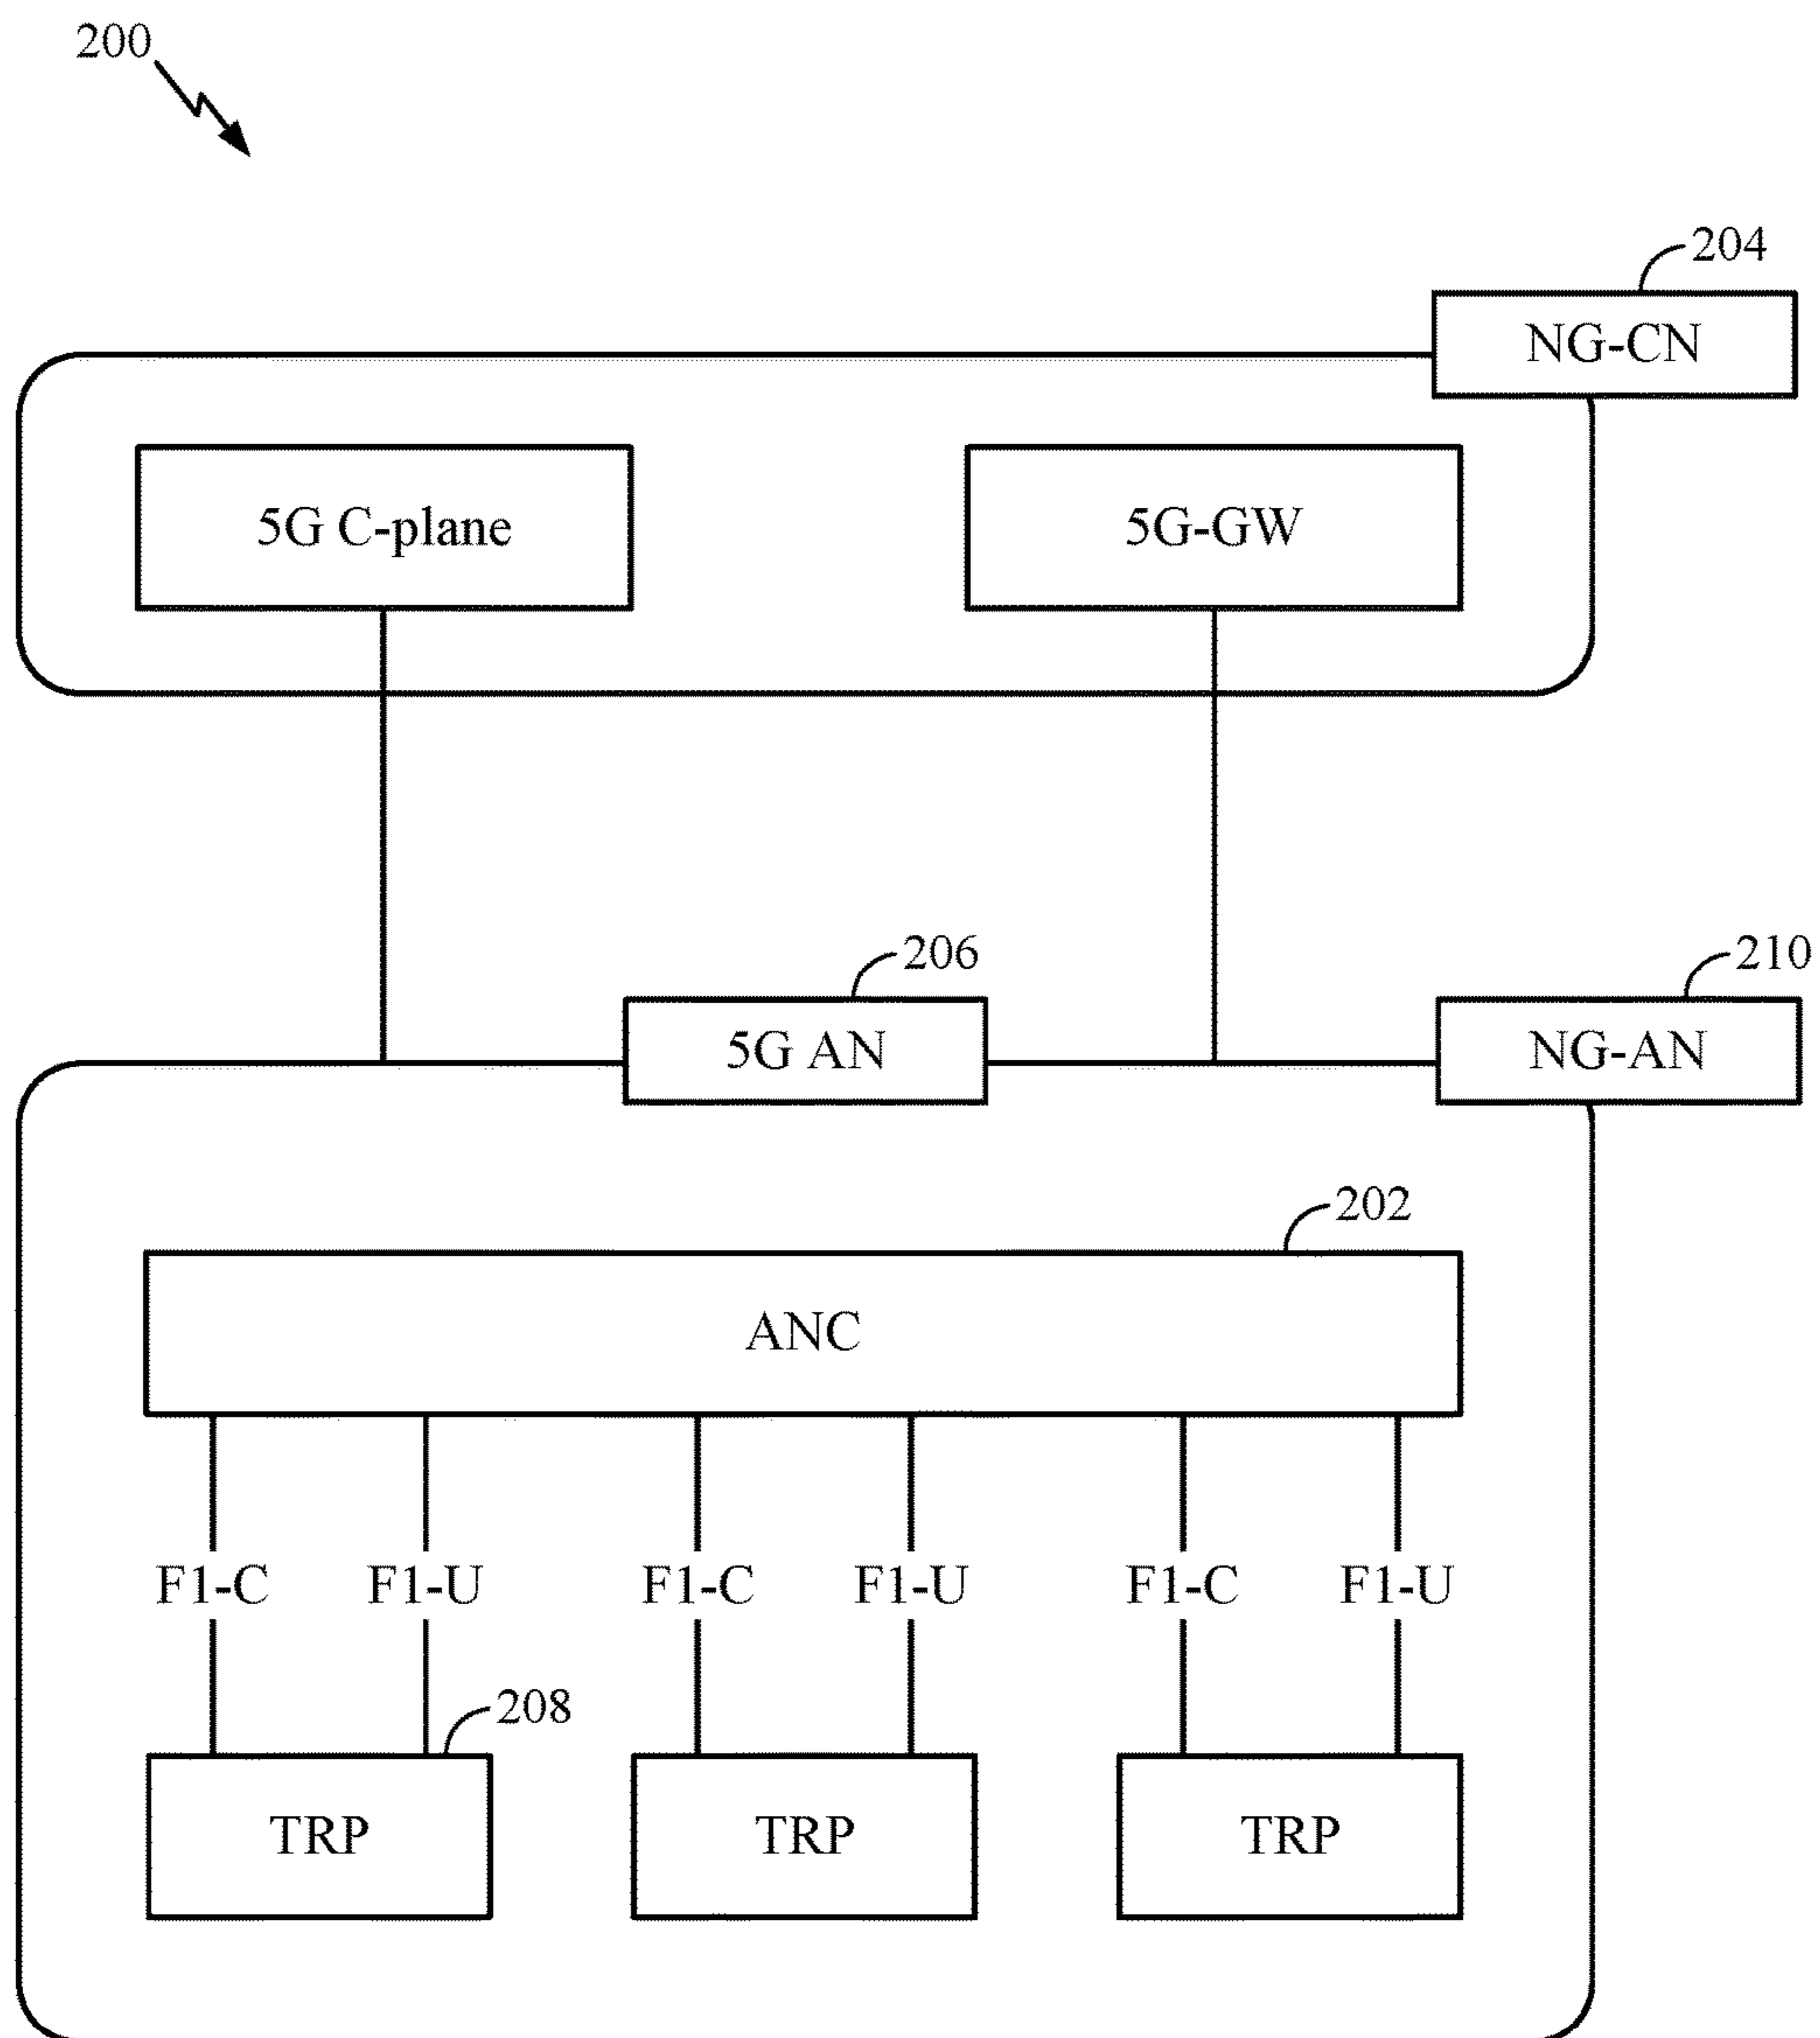 200
204
NG-CN
5G C-plane
5G-GW
206
210
5G AN
NG-AN
202
ANC
F1-C F1-U F1-C F1-U F1-C F1-U
208
TRP TRP TRP